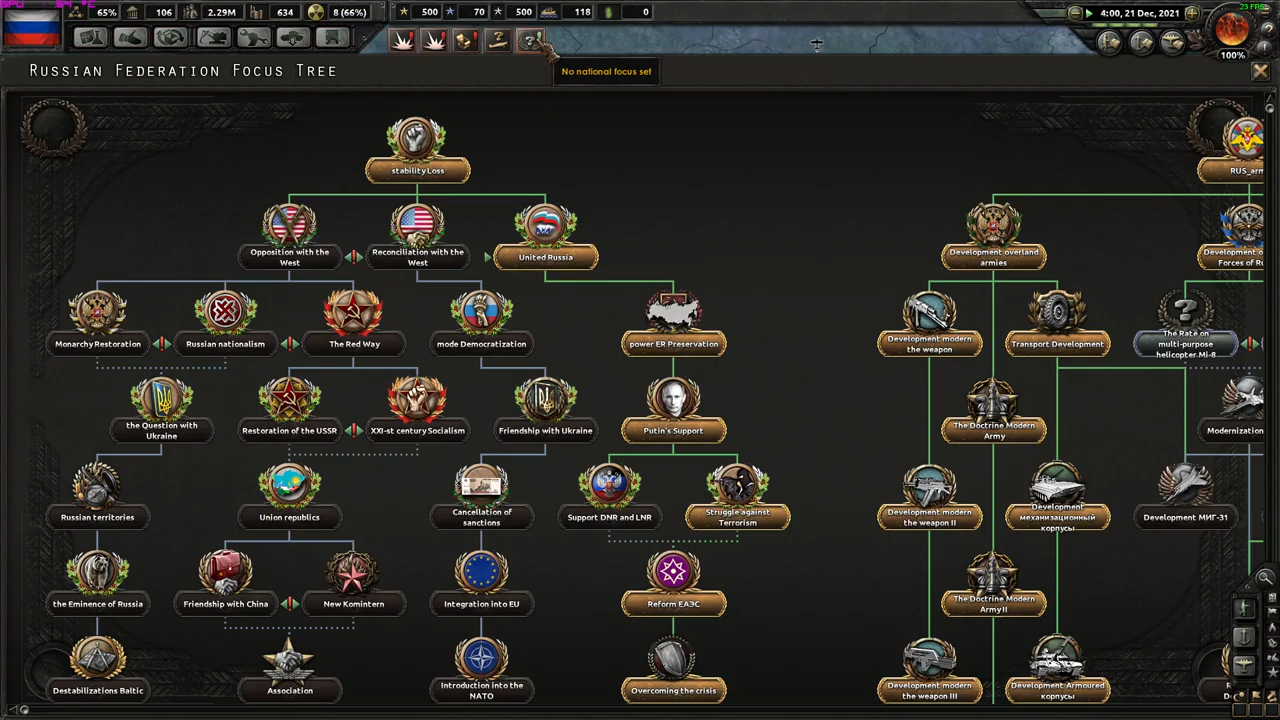 65%
106
2.29M
634
8 (66%)
500
70
500
118
0
23 FPS
4:00, 21 Dec, 2021
100%
Russian Federation Focus Tree
No national focus set
stabilityLoss
RUS_arm
Opposition with the
West
Reconciliation with the
West
United Russia
Development overland
armies
Development o
Forces of Ru
Monarchy Restoration
Russian nationalism
The Red Way
mode Democratization
power ER Preservation
Development modern
the weapon
Transport Development
The Rate on
multi-purpose
helicopter Mi-8
the Question with
Ukraine
Restoration of the USSR
XXI-st century Socialism
Friendship with Ukraine
Putin's Support
The Doctrine Modern
Army
Modernization
Russian territories
Union republics
Cancellation of
sanctions
Support DNR and LNR
Struggle against
Terrorism
Development modern
the weapon II
Development
механизационный
корпусы
Development МИГ-31
the Eminence of Russia
Friendship with China
New Komintern
Integration into EU
Reform ЕАЭС
The Doctrine Modern
Army II
Destabilizations Baltic
Association
Introduction into the
NATO
Overcoming the crisis
Development modern
the weapon III
Development Armoured
корпусы